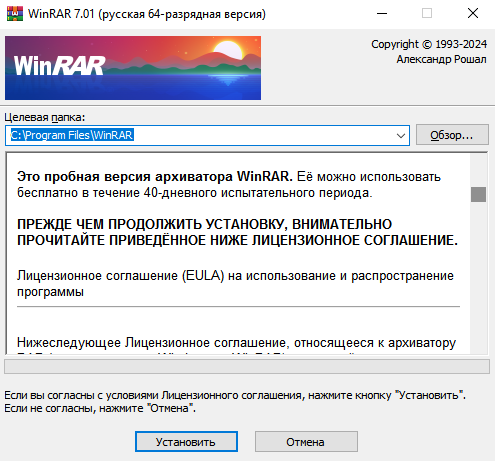 WinRAR 7.01 (русская 64-разрядная версия)
WinRAR
Copyright © 1993-2024
Александр Рошал
Целевая папка:
C:\Program Files\WinRAR
Обзор...
Это пробная версия архиватора WinRAR. Её можно использовать
бесплатно в течение 40-дневного испытательного периода.
ПРЕЖДЕ ЧЕМ ПРОДОЛЖИТЬ УСТАНОВКУ, ВНИМАТЕЛЬНО
ПРОЧИТАЙТЕ ПРИВЕДЁННОЕ НИЖЕ ЛИЦЕНЗИОННОЕ СОГЛАШЕНИЕ.
Лицензионное соглашение (EULA) на использование и распространение
программы
Нижеследующее Лицензионное соглашение, относящееся к архиватору
Если вы согласны с условиями Лицензионного соглашения, нажмите кнопку "Установить".
Если не согласны, нажмите "Отмена".
Установить
Отмена